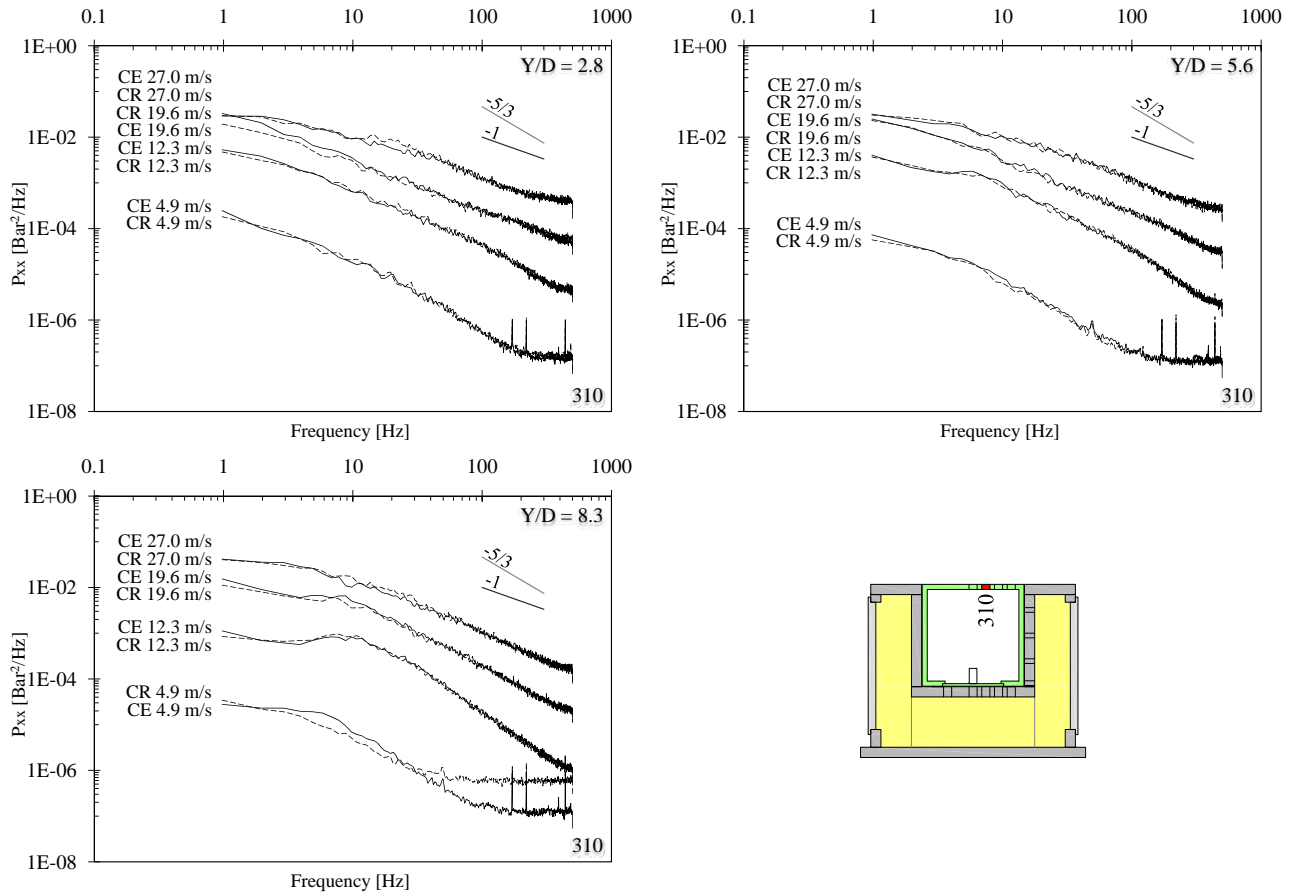 0.1 1 10 100 1000
1E+00
Y/D = 2.8
CE 27.0 m/s
CR 27.0 m/s
CR 19.6 m/s
CE 19.6 m/s
CE 12.3 m/s
CR 12.3 m/s
CE 4.9 m/s
CR 4.9 m/s
-5/3
-1
1E-02
1E-04
1E-06
1E-08
Pxx [Bar²/Hz]
310
Frequency [Hz]
0.1 1 10 100 1000
1E+00
Y/D = 5.6
CE 27.0 m/s
CR 27.0 m/s
CE 19.6 m/s
CR 19.6 m/s
CE 12.3 m/s
CR 12.3 m/s
CE 4.9 m/s
CR 4.9 m/s
-5/3
-1
1E-02
1E-04
1E-06
1E-08
Pxx [Bar²/Hz]
310
Frequency [Hz]
0.1 1 10 100 1000
1E+00
Y/D = 8.3
CE 27.0 m/s
CR 27.0 m/s
CE 19.6 m/s
CR 19.6 m/s
CE 12.3 m/s
CR 12.3 m/s
CR 4.9 m/s
CE 4.9 m/s
-5/3
-1
1E-02
1E-04
1E-06
1E-08
Pxx [Bar²/Hz]
310
Frequency [Hz]
310